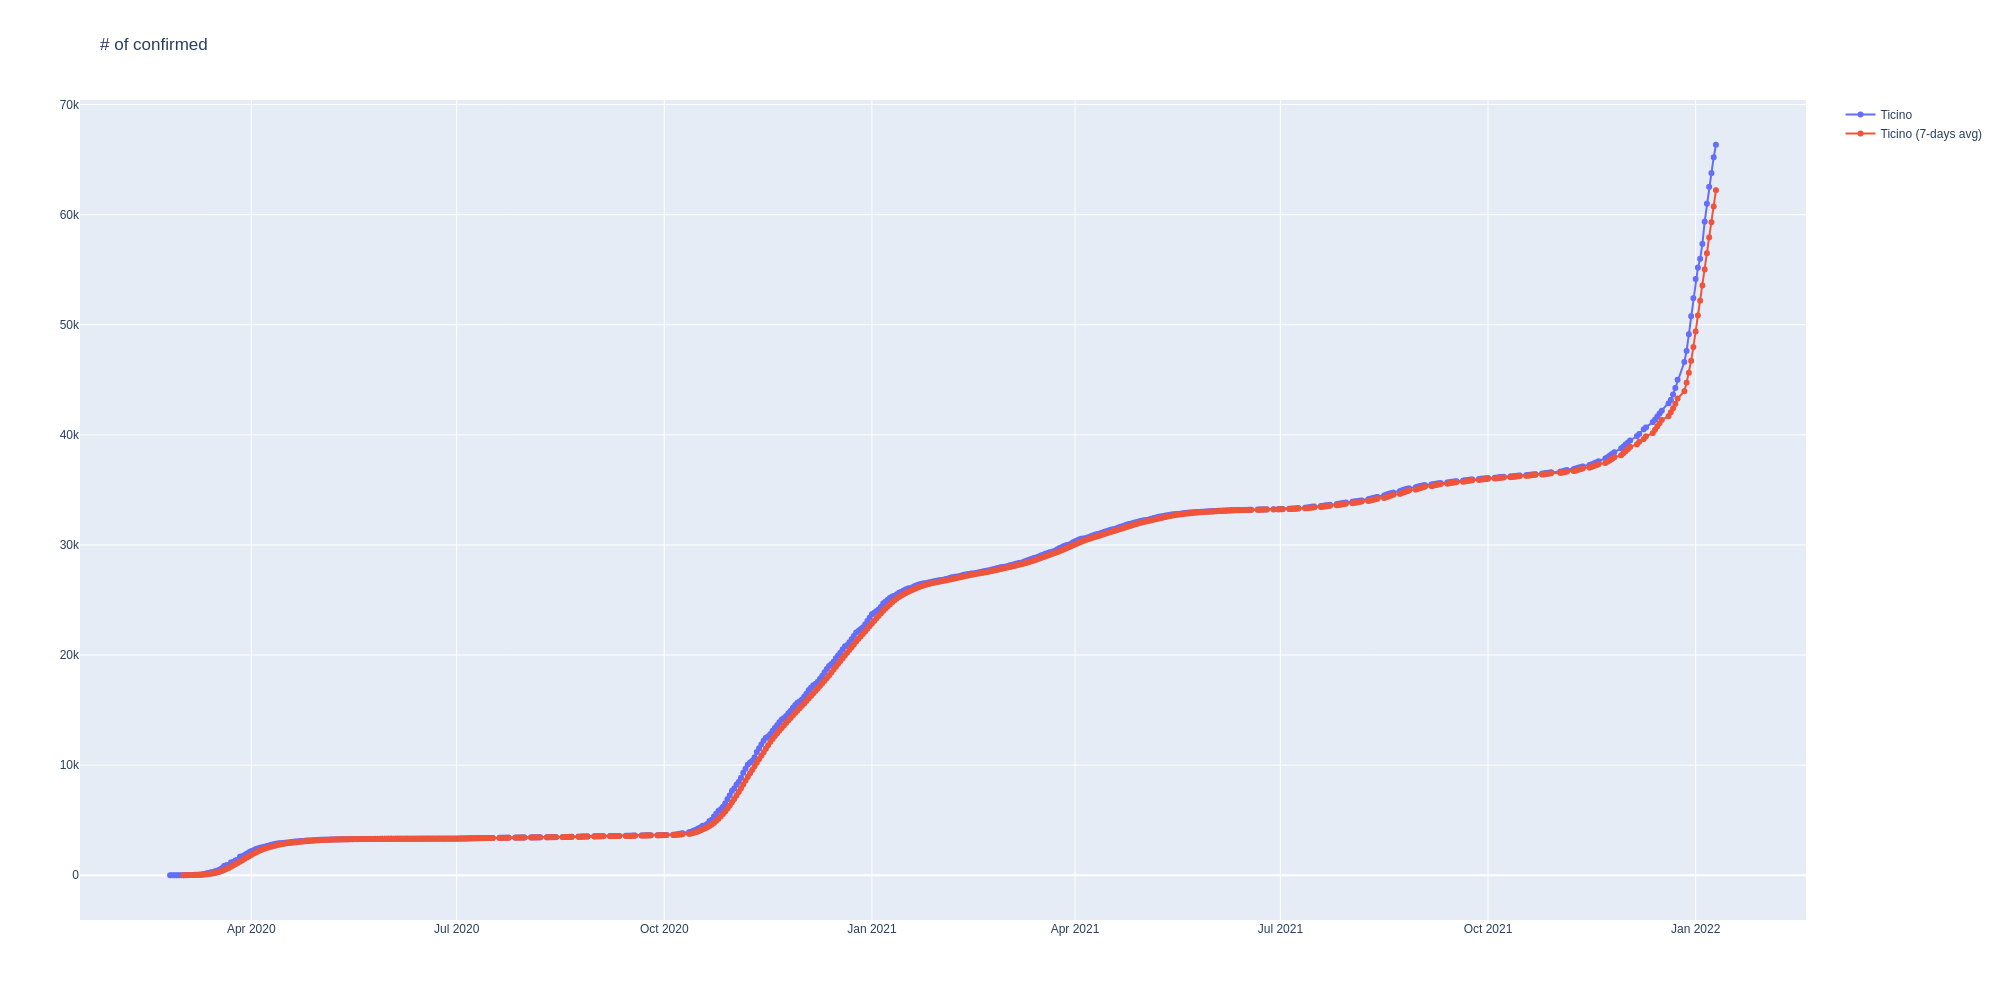 # of confirmed
70k
60k
50k
40k
30k
20k
10k
0
Apr 2020
Jul 2020
Oct 2020
Jan 2021
Apr 2021
Jul 2021
Oct 2021
Jan 2022
Ticino
Ticino (7-days avg)